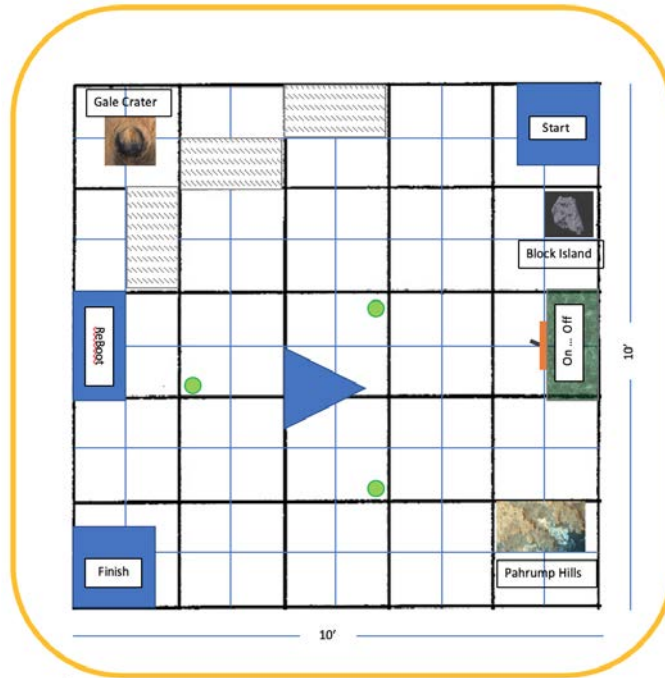 Gale Crater
Start
Block Island
ReBoot
On ... Off
10'
Finish
Pahrump Hills
10'